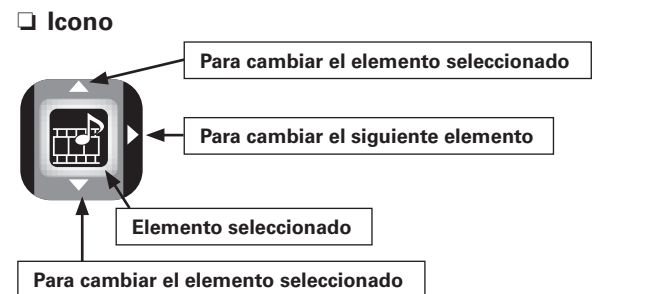 ❏ Icono
Para cambiar el elemento seleccionado
Para cambiar el siguiente elemento
Elemento seleccionado
Para cambiar el elemento seleccionado